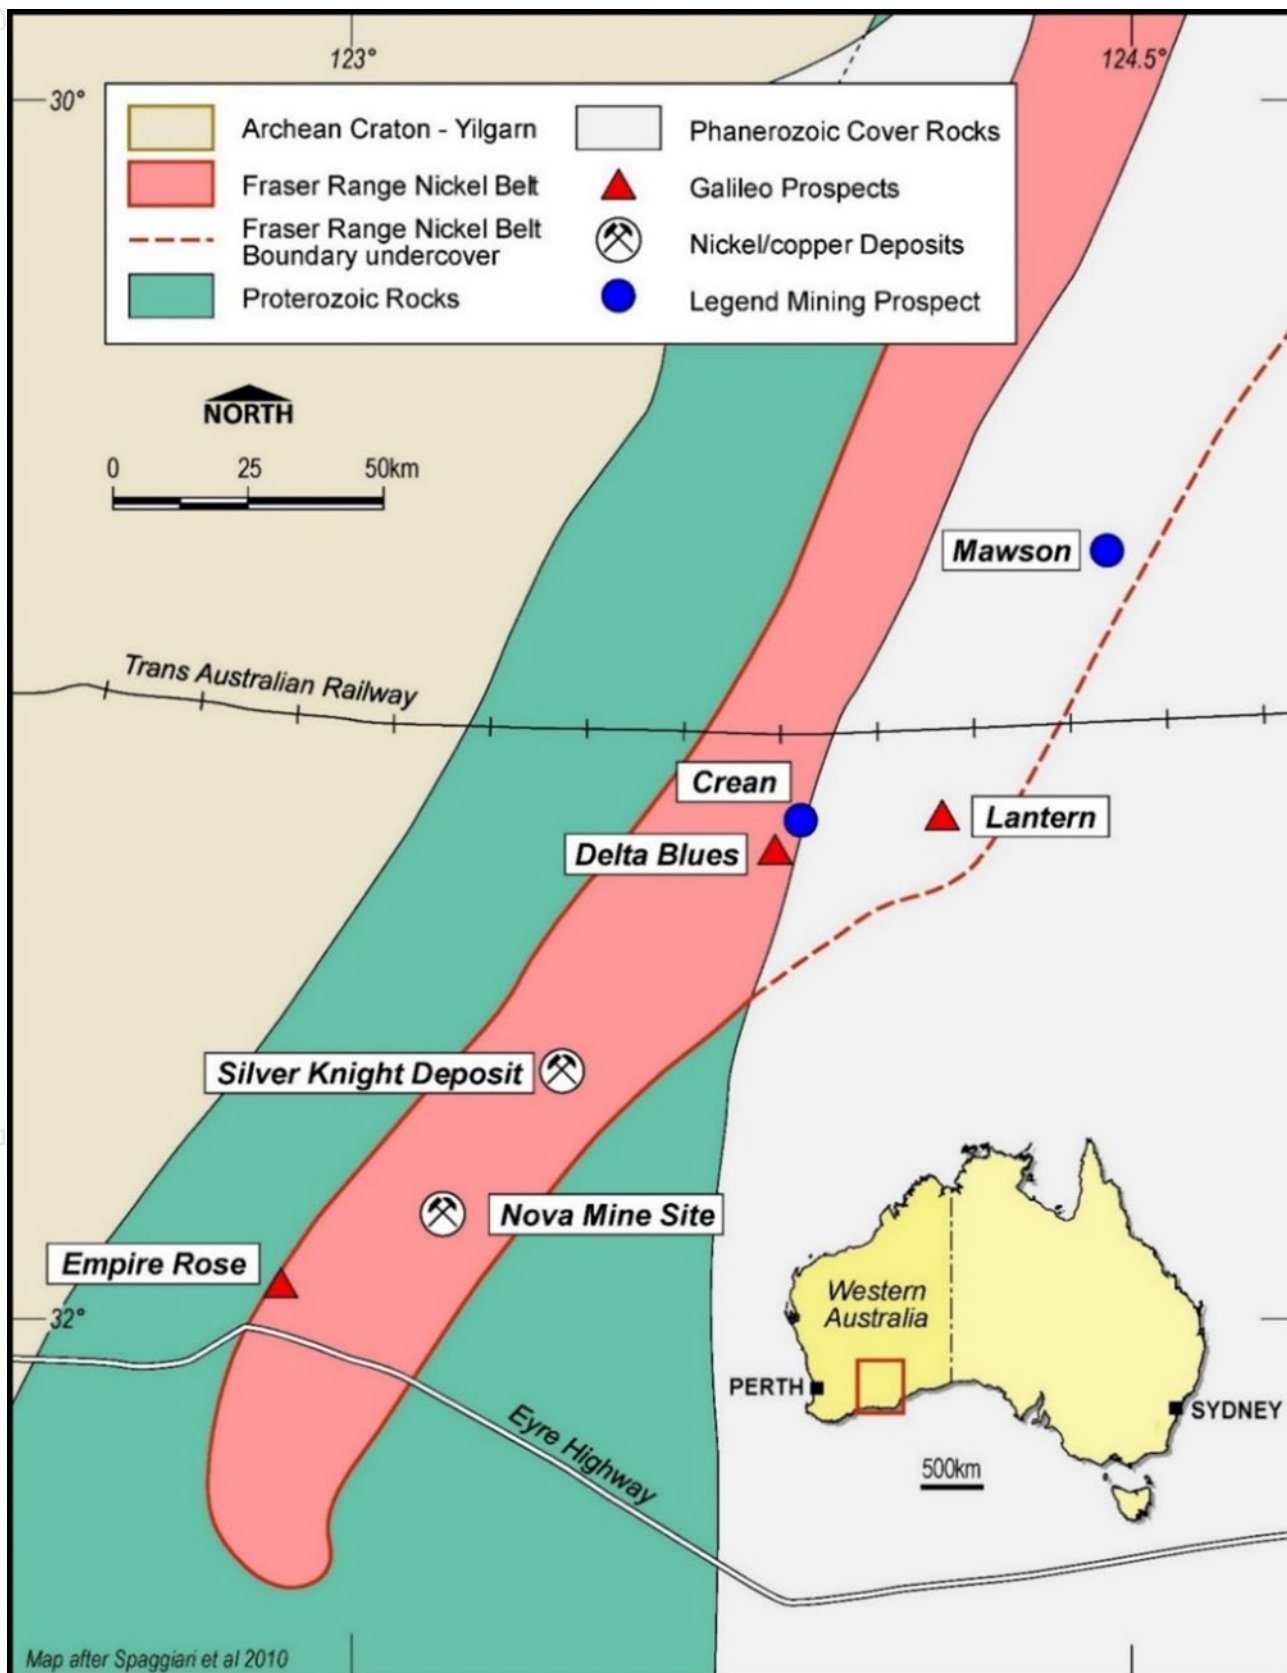 123°
124.5°
30°
Archean Craton - Yilgarn
Fraser Range Nickel Belt
Fraser Range Nickel Belt
Boundary undercover
Proterozoic Rocks
Phanerozoic Cover Rocks
Galileo Prospects
Nickel/copper Deposits
Legend Mining Prospect
NORTH
0 25 50km
Mawson
Trans Australian Railway
Crean
Lantern
Delta Blues
Silver Knight Deposit
Nova Mine Site
Empire Rose
32°
Eyre Highway
Western
Australia
PERTH
SYDNEY
500km
Map after Spaggiari et al 2010